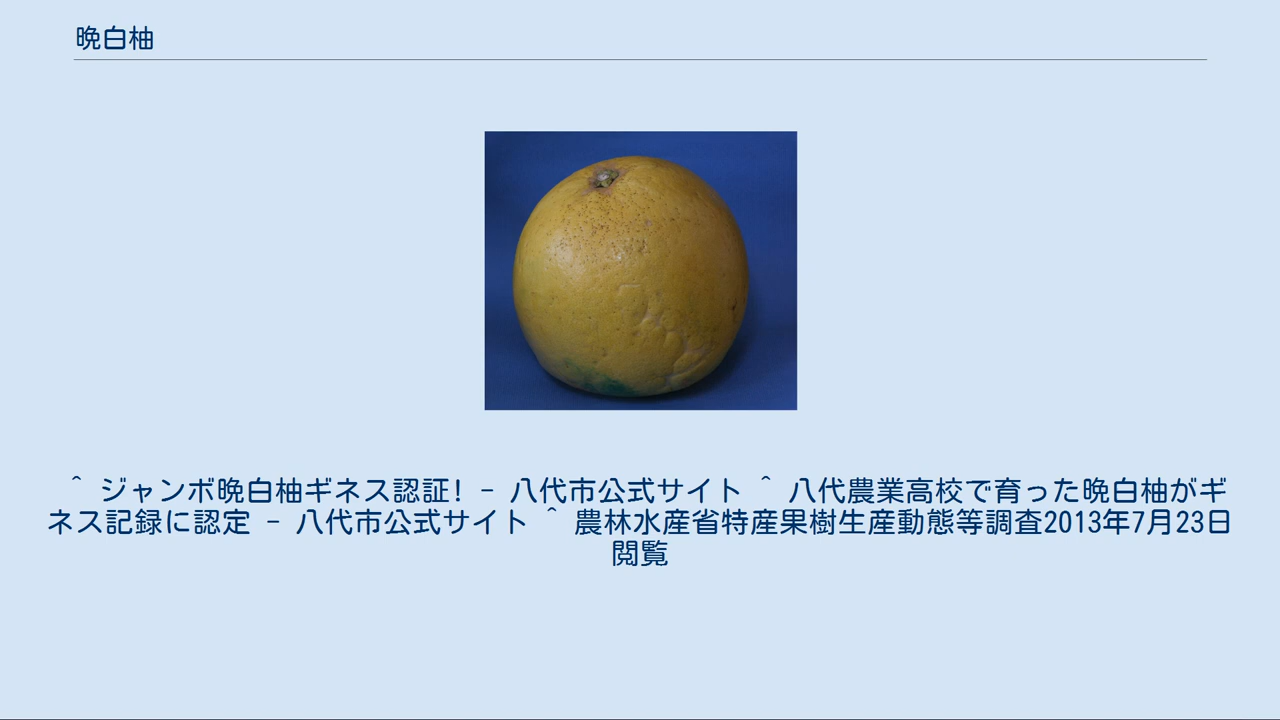 晩白柚
^ ジャンボ晩白柚ギネス認証! - 八代市公式サイト ^ 八代農業高校で育った晩白柚がギ
ネス記録に認定 - 八代市公式サイト ^ 農林水産省特産果樹生産動態等調査2013年7月23日
閲覧